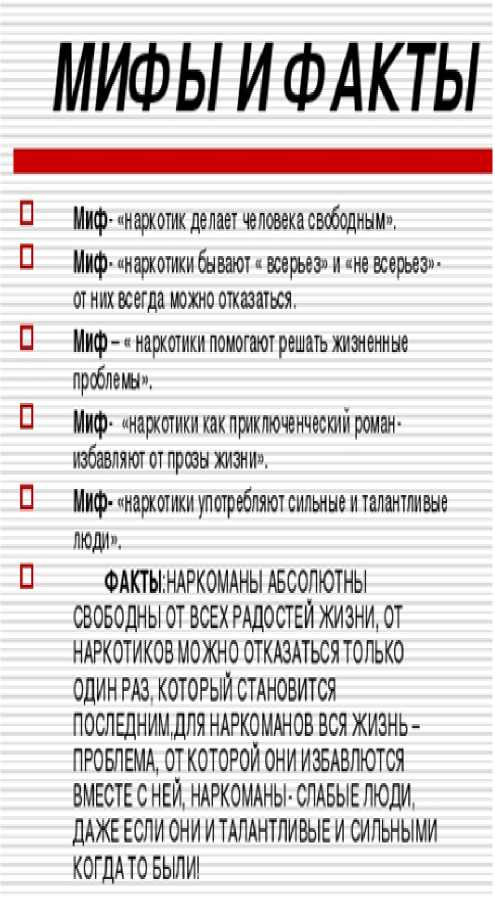 МИФЫ И ФАКТЫ
Миф- «наркотик делает человека свободным».
Миф- «наркотики бывают « всерьез» и «не всерьез»-
от них всегда можно отказаться.
Миф – « наркотики помогают решать жизненные
проблемы».
Миф- «наркотики как приключенческий роман-
избавляют от прозы жизни».
Миф- «наркотики употребляют сильные и талантливые
люди».
ФАКТЫ:НАРКОМАНЫ АБСОЛЮТНЫ
СВОБОДНЫ ОТ ВСЕХ РАДОСТЕЙ ЖИЗНИ, ОТ
НАРКОТИКОВ МОЖНО ОТКАЗАТЬСЯ ТОЛЬКО
ОДИН РАЗ, КОТОРЫЙ СТАНОВИТСЯ
ПОСЛЕДНИМ,ДЛЯ НАРКОМАНОВ ВСЯ ЖИЗНЬ –
ПРОБЛЕМА, ОТ КОТОРОЙ ОНИ ИЗБАВЛЮТСЯ
ВМЕСТЕ С НЕЙ, НАРКОМАНЫ- СЛАБЫЕ ЛЮДИ,
ДАЖЕ ЕСЛИ ОНИ И ТАЛАНТЛИВЫЕ И СИЛЬНЫМИ
КОГДА ТО БЫЛИ!